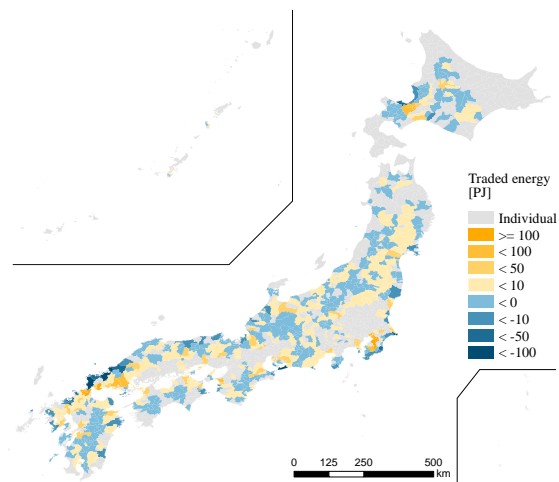 Traded energy
[PJ]
Individual
>= 100
< 100
< 50
< 10
< 0
< -10
< -50
< -100
0 125 250 500
km